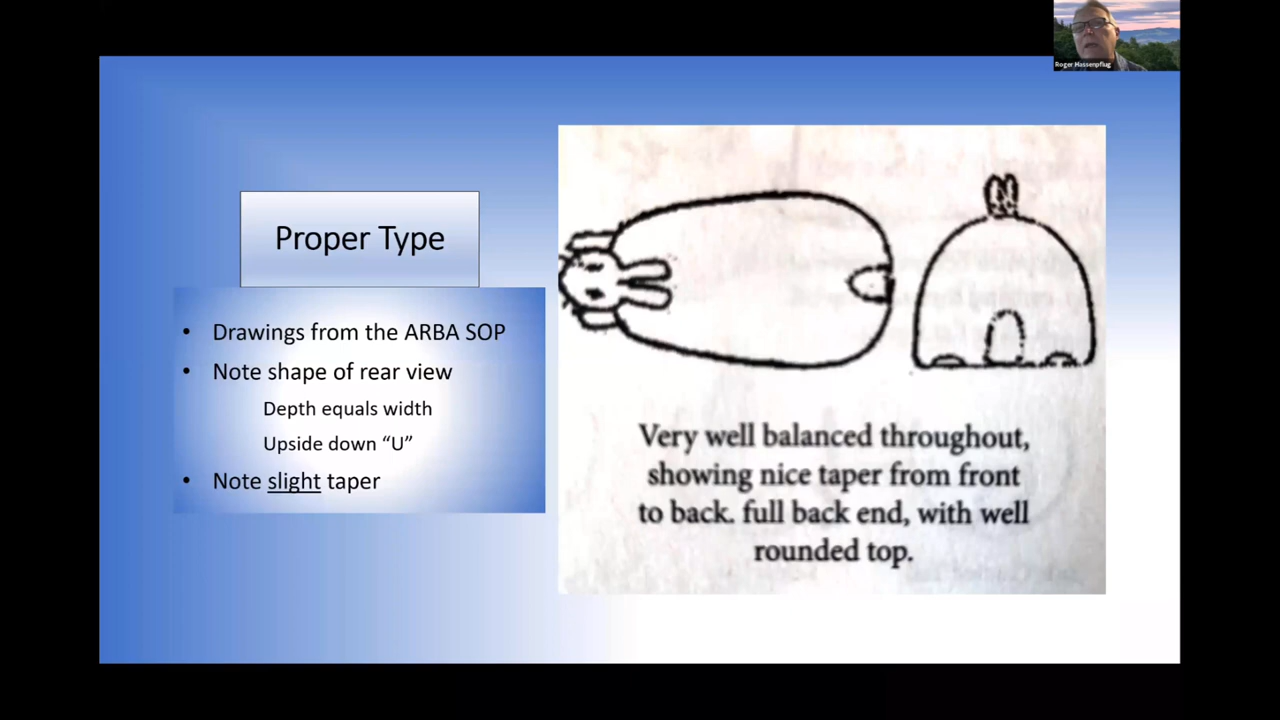 Roger Hassenpflug
Proper Type
• Drawings from the ARBA SOP
• Note shape of rear view
Depth equals width
Upside down “U”
• Note slight taper
Very well balanced throughout,
showing nice taper from front
to back. full back end, with well
rounded top.